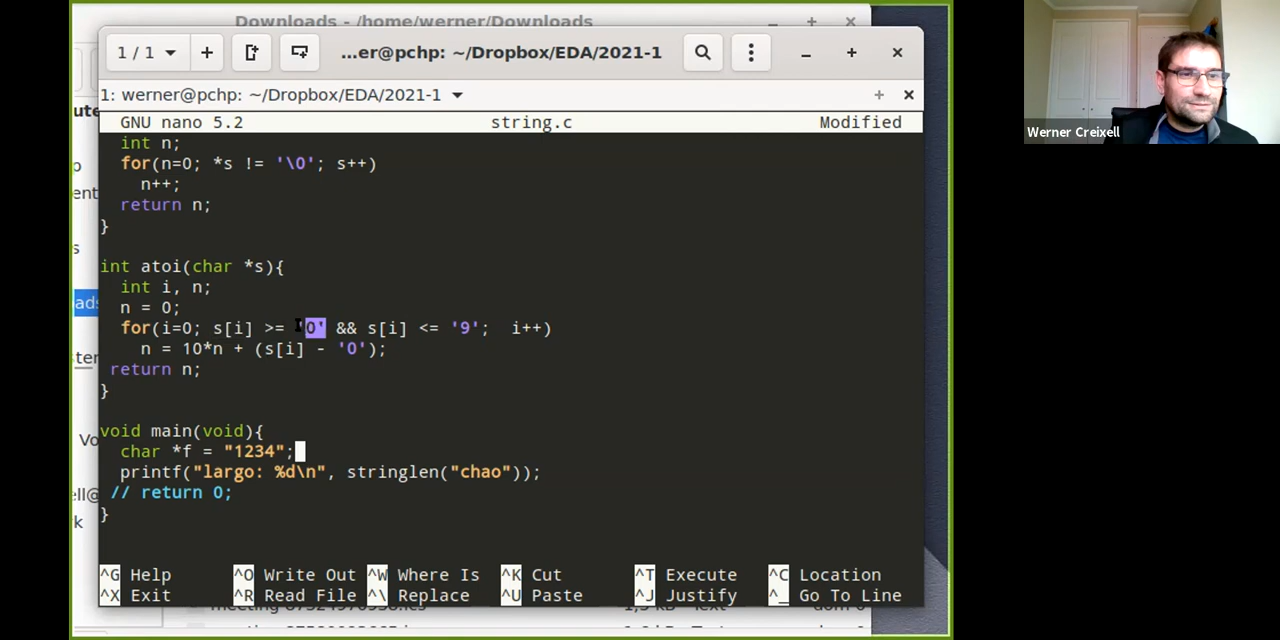 Downloads - /home/werner/Downloads
1 / 1
...er@pchp: ~/Dropbox/EDA/2021-1
1: werner@pchp: ~/Dropbox/EDA/2021-1
GNU nano 5.2 string.c Modified
int n;
for(n=0; *s != '\0'; s++)
n++;
return n;
}
int atoi(char *s){
int i, n;
n = 0;
for(i=0; s[i] >= '0' && s[i] <= '9'; i++)
n = 10*n + (s[i] - '0');
return n;
}
void main(void){
char *f = "1234";
printf("largo: %d\n", stringlen("chao"));
// return 0;
}
^G Help ^O Write Out ^W Where Is ^K Cut ^T Execute ^C Location
^X Exit ^R Read File ^\ Replace ^U Paste ^J Justify ^_ Go To Line
Werner Creixell